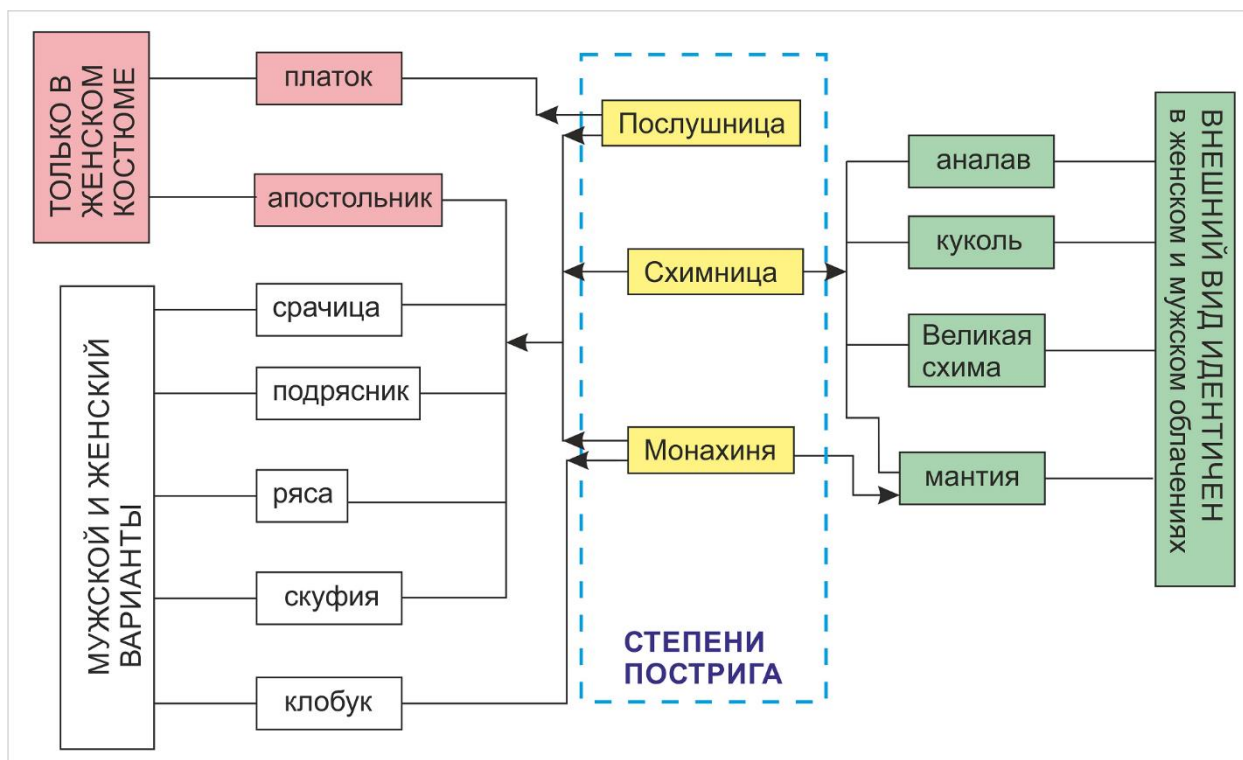 ТОЛЬКО В
ЖЕНСКОМ
КОСТЮМЕ
платок
апостольник
МУЖСКОЙ И ЖЕНСКИЙ
ВАРИАНТЫ
срачица
подрясник
ряса
скуфия
клобук
Послушница
Схимница
Монахиня
СТЕПЕНИ
ПОСТРИГА
аналав
куколь
Великая
схима
мантия
ВНЕШНИЙ ВИД ИДЕНТИЧЕН
в женском и мужском облачениях